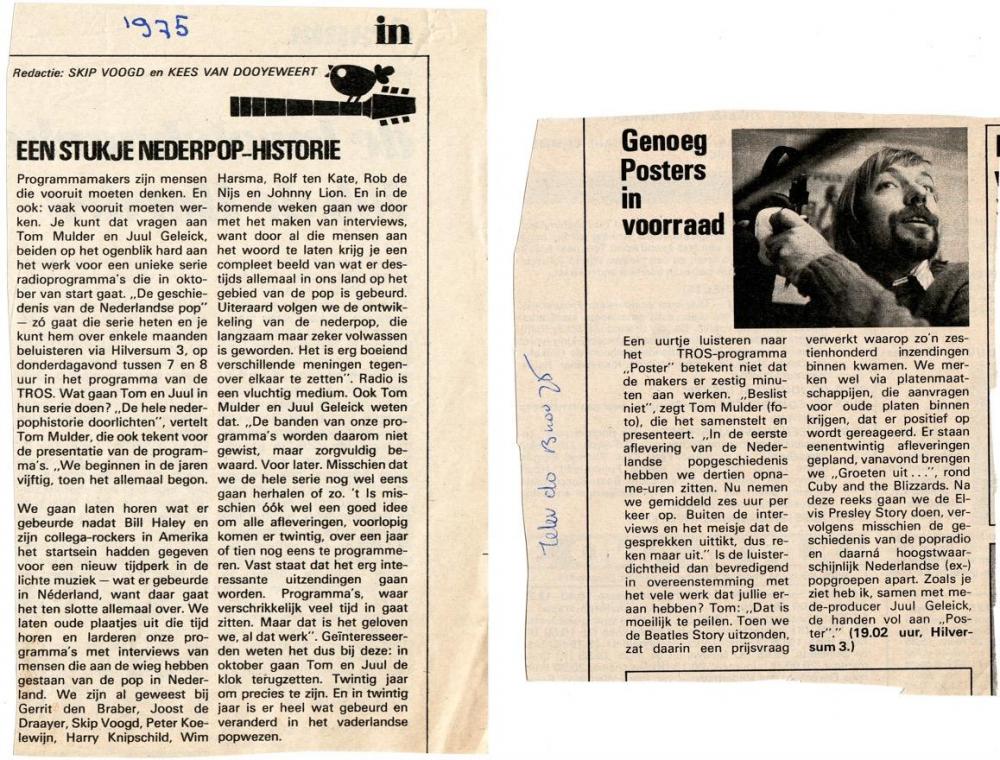 1975
in
Redactie: SKIP VOOGD en KEES VAN DOOYEWEERT
EEN STUKJE NEDERPOP-HISTORIE
Programmamakers zijn mensen
die vooruit moeten denken. En
ook: vaak vooruit moeten wer-
ken. Je kunt dat vragen aan
Tom Mulder en Juul Geleick,
beiden op het ogenblik hard aan
het werk voor een unieke serie
radioprogramma's die in okto-
ber van start gaat. „De geschie-
denis van de Nederlandse pop"
— zó gaat die serie heten en je
kunt hem over enkele maanden
beluisteren via Hilversum 3, op
donderdagavond tussen 7 en 8
uur in het programma van de
TROS. Wat gaan Tom en Juul in
hun serie doen? „De hele neder-
pophistorie doorlichten", vertelt
Tom Mulder, die ook tekent voor
de presentatie van de program-
ma's. „We beginnen in de jaren
vijftig, toen het allemaal begon.
We gaan laten horen wat er
gebeurde nadat Bill Haley en
zijn collega-rockers in Amerika
het startsein hadden gegeven
voor een nieuw tijdperk in de
lichte muziek — wat er gebeurde
in Néderland, want daar gaat
het ten slotte allemaal over. We
laten oude plaatjes uit die tijd
horen en larderen onze pro-
gramma's met interviews van
mensen die aan de wieg hebben
gestaan van de pop in Neder-
land. We zijn al geweest bij
Gerrit den Braber, Joost de
Draayer, Skip Voogd, Peter Koe-
lewijn, Harry Knipschild, Wim
Harsma, Rolf ten Kate, Rob de
Nijs en Johnny Lion. En in de
komende weken gaan we door
met het maken van interviews,
want door al die mensen aan
het woord te laten krijg je een
compleet beeld van wat er des-
tijds allemaal in ons land op het
gebied van de pop is gebeurd.
Uiteraard volgen we de ontwik-
keling van de nederpop, die
langzaam maar zeker volwassen
is geworden. Het is erg boeiend
verschillende meningen tegen-
over elkaar te zetten". Radio is
een vluchtig medium. Ook Tom
Mulder en Juul Geleick weten
dat. „De banden van onze pro-
gramma's worden daarom niet
gewist, maar zorgvuldig be-
waard. Voor later. Misschien dat
we de hele serie nog wel eens
gaan herhalen of zo. 't Is mis-
schien óók wel een goed idee
om alle afleveringen, voorlopig
komen er twintig, over een jaar
of tien nog eens te programme-
ren. Vast staat dat het erg inte-
ressante uitzendingen gaan
worden. Programma's, waar
verschrikkelijk veel tijd in gaat
zitten. Maar dat is het geloven
we, al dat werk". Geïnteresseer-
den weten het dus bij deze: in
oktober gaan Tom en Juul de
klok terugzetten. Twintig jaar
om precies te zijn. En in twintig
jaar is er heel wat gebeurd en
veranderd in het vaderlandse
popwezen.
Genoeg
Posters
in
voorraad
Een uurtje luisteren naar
het TROS-programma
„Poster" betekent niet dat
de makers er zestig minu-
ten aan werken. „Beslist
niet", zegt Tom Mulder (fo-
to), die het samenstelt en
presenteert. „In de eerste
aflevering van de Neder-
landse popgeschiedenis
hebben we dertien opna-
me-uren zitten. Nu nemen
we gemiddeld zes uur per
keer op. Buiten de inter-
views en het meisje dat de
gesprekken uittikt, dus re-
ken maar uit." Is de luister-
dichtheid dan bevredigend
in overeenstemming met
het vele werk dat jullie er-
aan hebben? Tom: „Dat is
moeilijk te peilen. Toen we
de Beatles Story uitzonden,
zat daarin een prijsvraag
verwerkt waarop zo'n zes-
tienhonderd inzendingen
binnen kwamen. We mer-
ken wel via platenmaat-
schappijen, die aanvragen
voor oude platen binnen
krijgen, dat er positief op
wordt gereageerd. Er staan
eenentwintig afleveringen
gepland, vanavond brengen
we „Groeten uit . . .", rond
Cuby and the Blizzards. Na
deze reeks gaan we de El-
vis Presley Story doen, ver-
volgens misschien de ge-
schiedenis van de popradio
en daarná hoogstwaar-
schijnlijk Nederlandse (ex-)
popgroepen apart. Zoals je
ziet heb ik, samen met me-
de-producer Juul Geleick,
de handen vol aan „Pos-
ter"." (19.02 uur, Hilver-
sum 3.)
do 13 nov 75